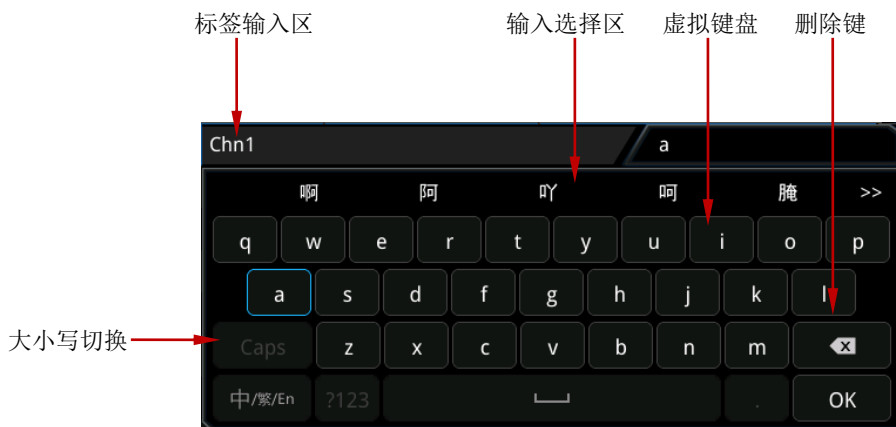 标签输入区 输入选择区 虚拟键盘 删除键
Chn1 a
啊 阿 吖 呵 腌 >>
q w e r t y u i o p
a s d f g h j k l
大小写切换 Caps z x c v b n m
中/繁/En ?123 . OK